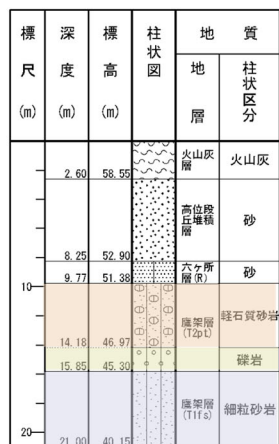 標尺 (m)
深度 (m)
標高 (m)
柱状図
地質
地層
柱状区分
火山灰層
火山灰
2.60 58.55
高位段丘堆積層
砂
8.25 52.90
六ヶ所層(R)
砂
9.77 51.38
10
鷹架層(T2pt)
軽石質砂岩
14.18 46.97
礫岩
15.85 45.30
鷹架層(T1fs)
細粒砂岩
20
21.00 40.15